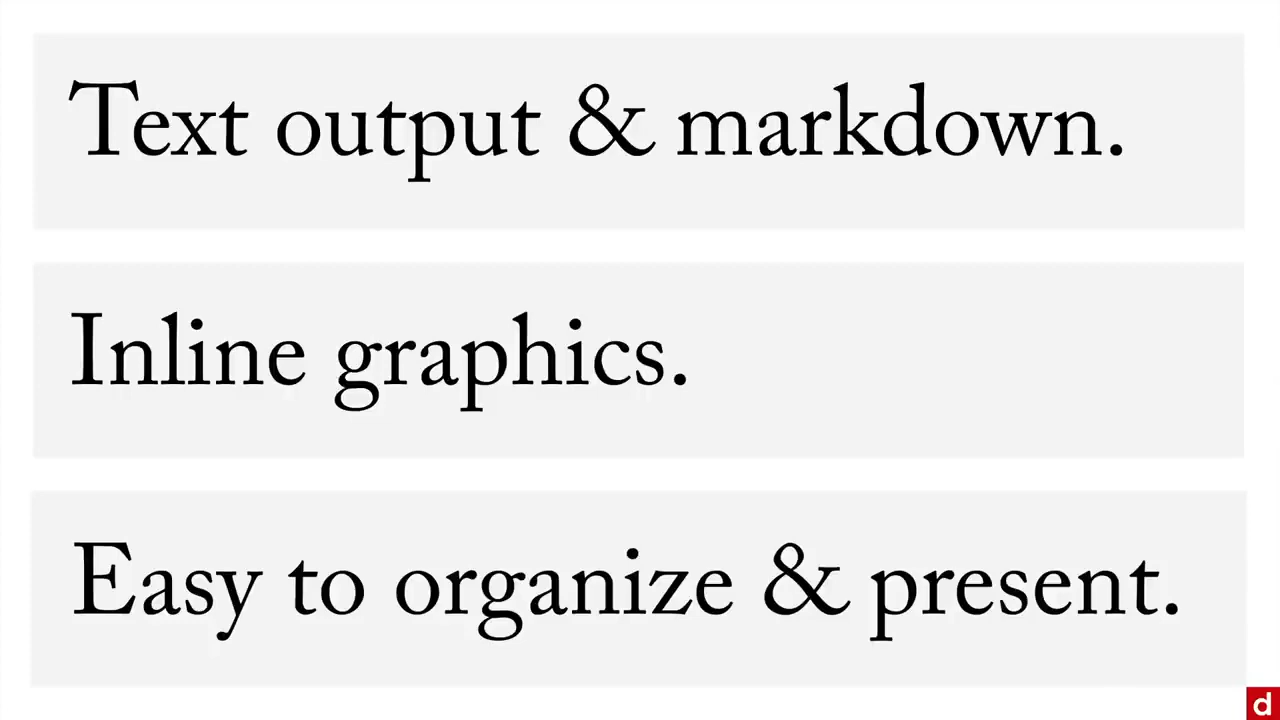 Text output & markdown.
Inline graphics.
Easy to organize & present.
d